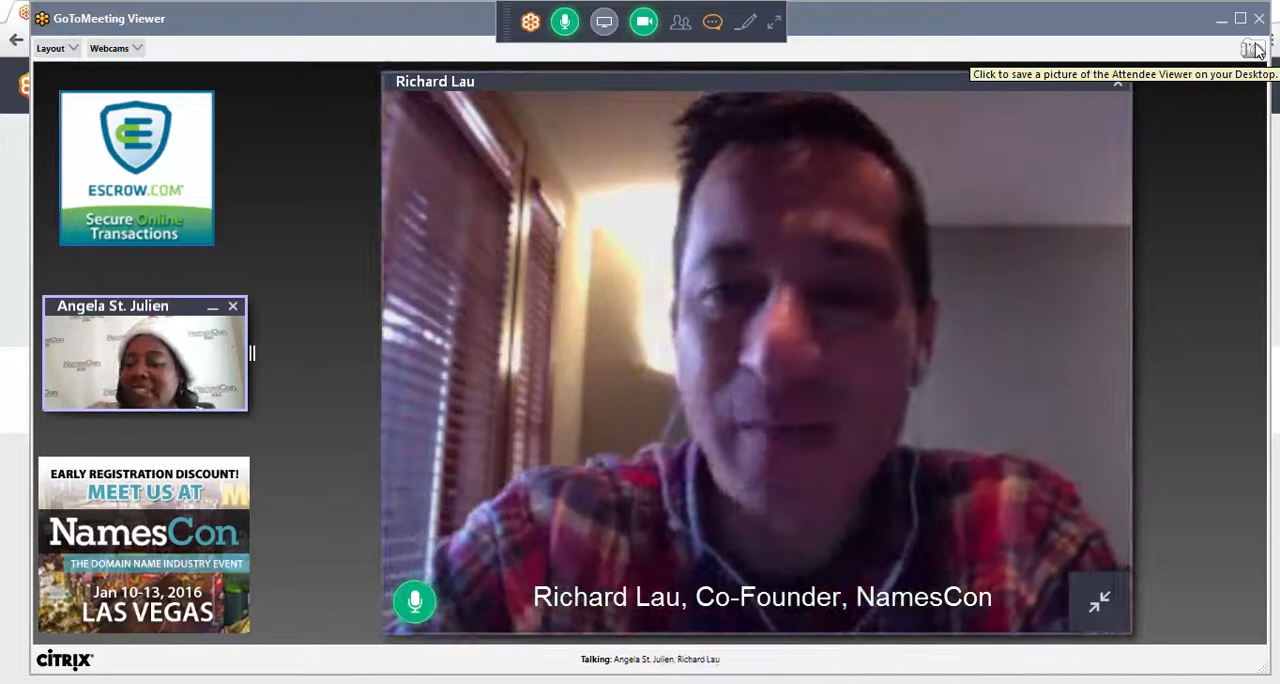 GoToMeeting Viewer
Layout
Webcams
Click to save a picture of the Attendee Viewer on your Desktop.
Richard Lau
ESCROW.COM
Secure Online
Transactions
Angela St. Julien
NamesCon
EARLY REGISTRATION DISCOUNT!
MEET US AT
NamesCon
THE DOMAIN NAME INDUSTRY EVENT
Jan 10-13, 2016
LAS VEGAS
Richard Lau, Co-Founder, NamesCon
CITRIX
Talking: Angela St. Julien, Richard Lau